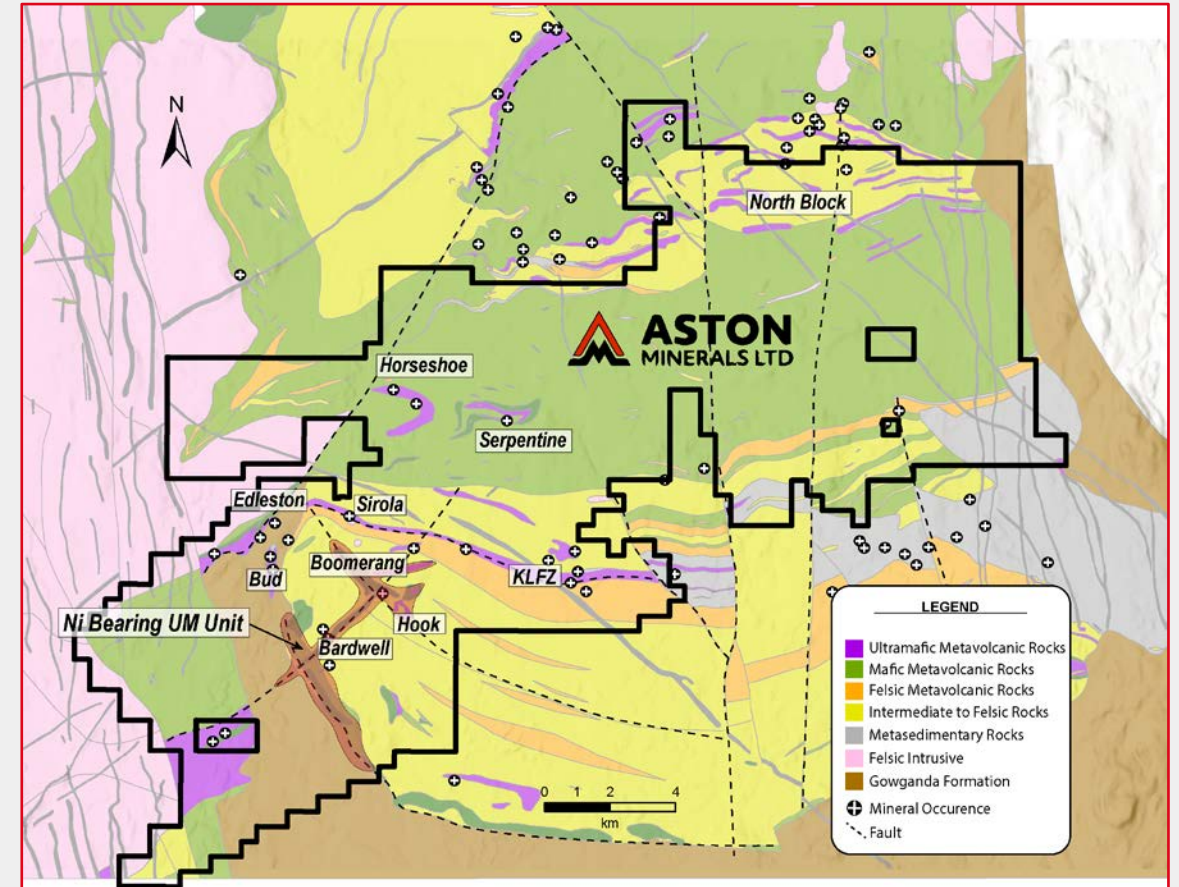 N
North Block
ASTON
MINERALS LTD
Horseshoe
Serpentine
Edleston
Sirola
Boomerang
Bud
KLFZ
Hook
Ni Bearing UM Unit
Bardwell
0 1 2 4
km
LEGEND
Ultramafic Metavolcanic Rocks
Mafic Metavolcanic Rocks
Felsic Metavolcanic Rocks
Intermediate to Felsic Rocks
Metasedimentary Rocks
Felsic Intrusive
Gowganda Formation
Mineral Occurence
Fault